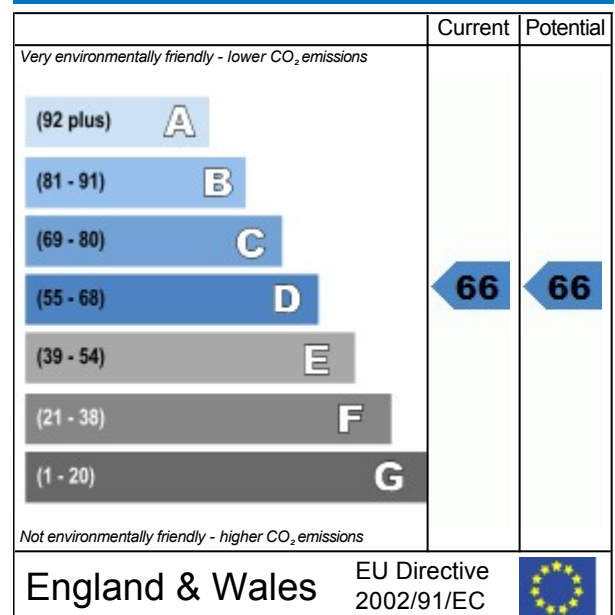 Current Potential
Very environmentally friendly - lower CO₂ emissions
(92 plus) A
(81 - 91) B
(69 - 80) C
(55 - 68) D
66 66
(39 - 54) E
(21 - 38) F
(1 - 20) G
Not environmentally friendly - higher CO₂ emissions
England & Wales
EU Directive
2002/91/EC